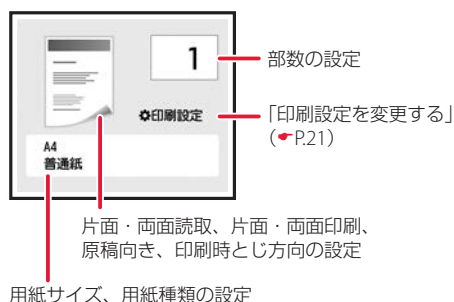 1
部数の設定
✿印刷設定
「印刷設定を変更する」
(☛P.21)
A4
普通紙
片面・両面読取、片面・両面印刷、
原稿向き、印刷時とじ方向の設定
用紙サイズ、用紙種類の設定